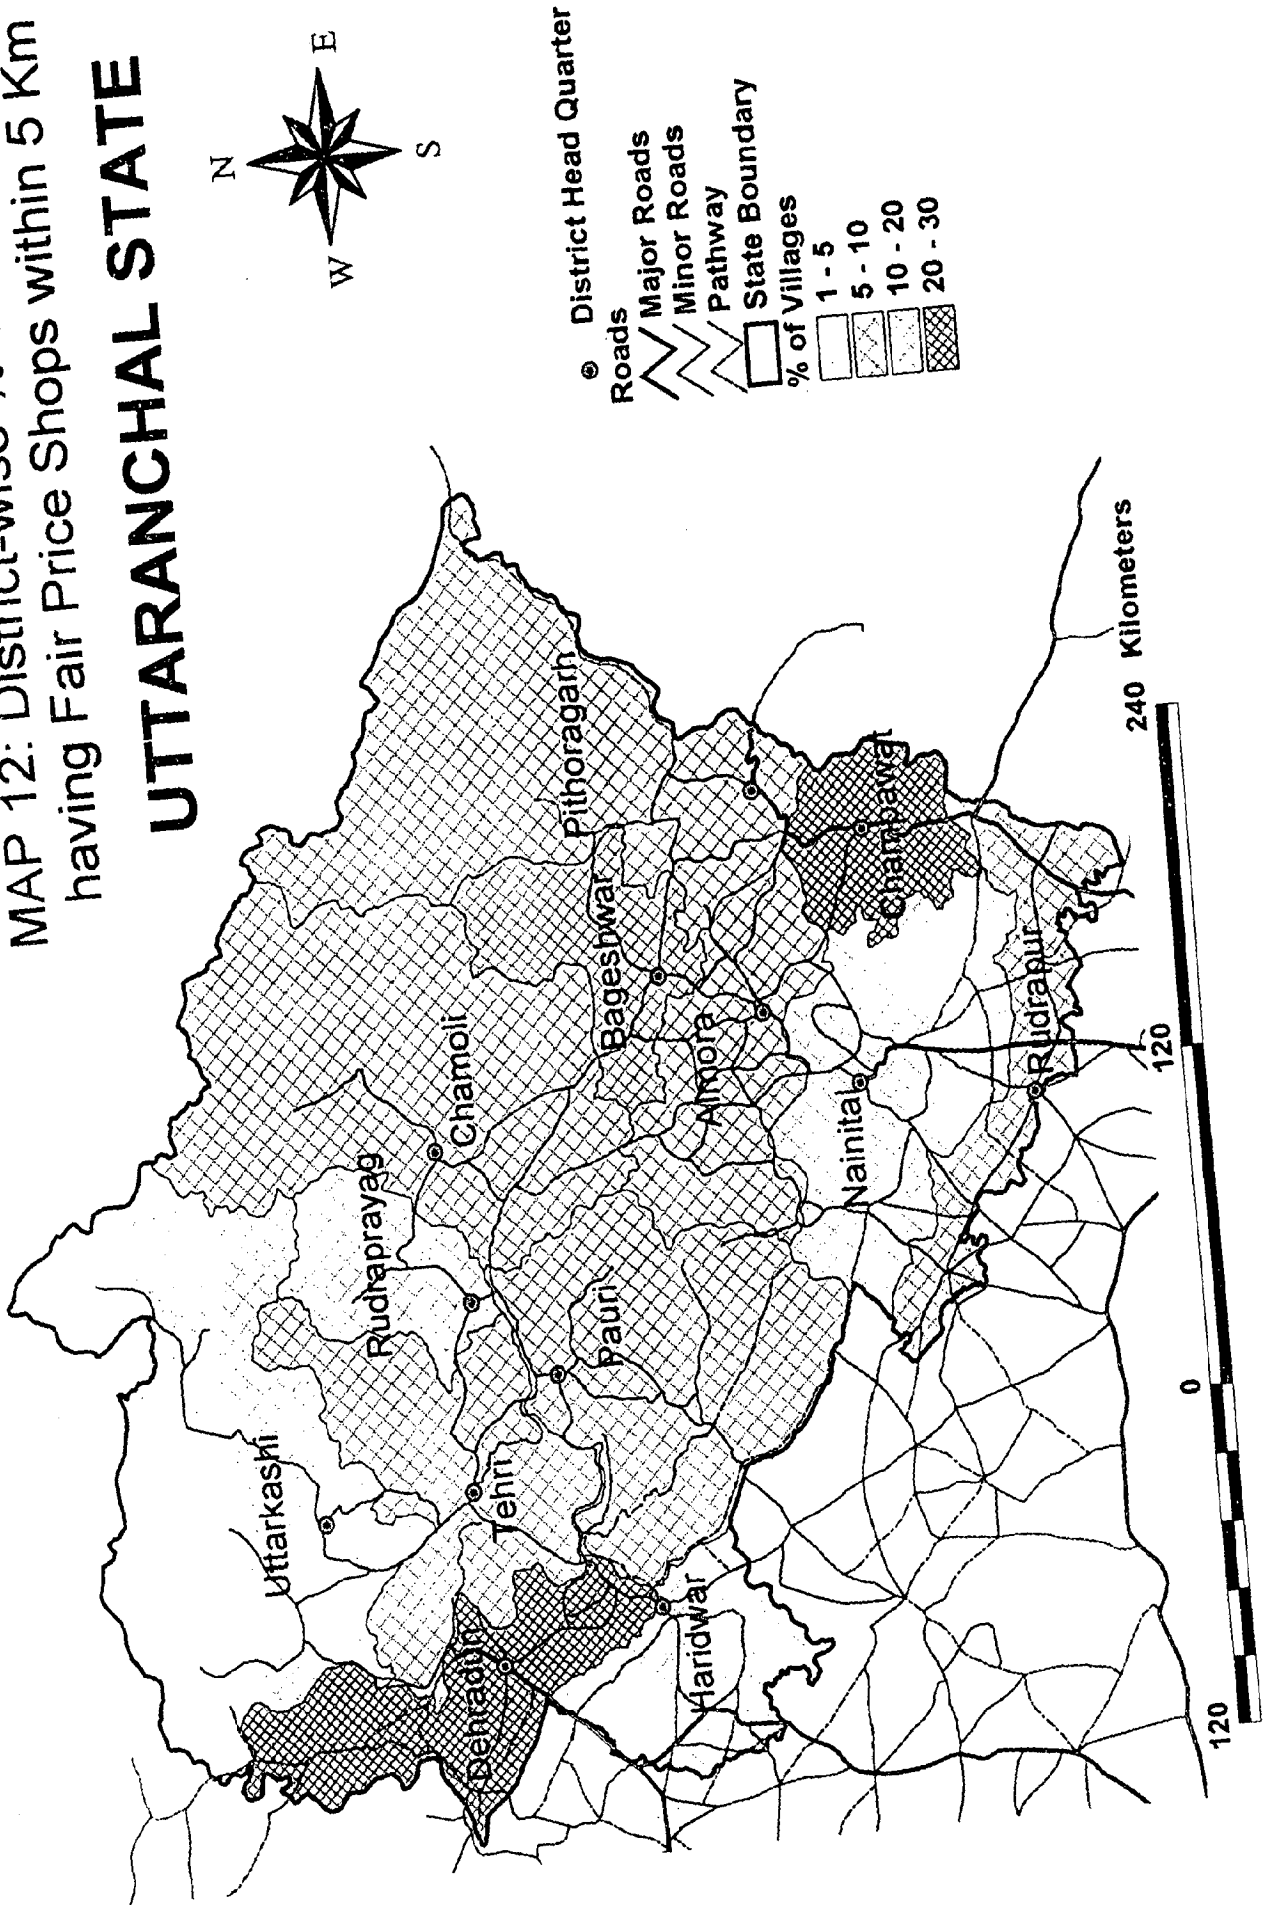 MAP 12: District-wise
having Fair Price Shops within 5 Km
UTTARANCHAL STATE
N
E
S
W
District Head Quarter
Roads
Major Roads
Minor Roads
Pathway
State Boundary
% of Villages
1 - 5
5 - 10
10 - 20
20 - 30
Uttarkashi
Rudraprayag
Chamoli
Pithoragarh
Tehri
Dehradun
Pauri
Bageshwar
Haridwar
Almora
Nainital
Champawat
Rudrapur
120
0
120
240 Kilometers